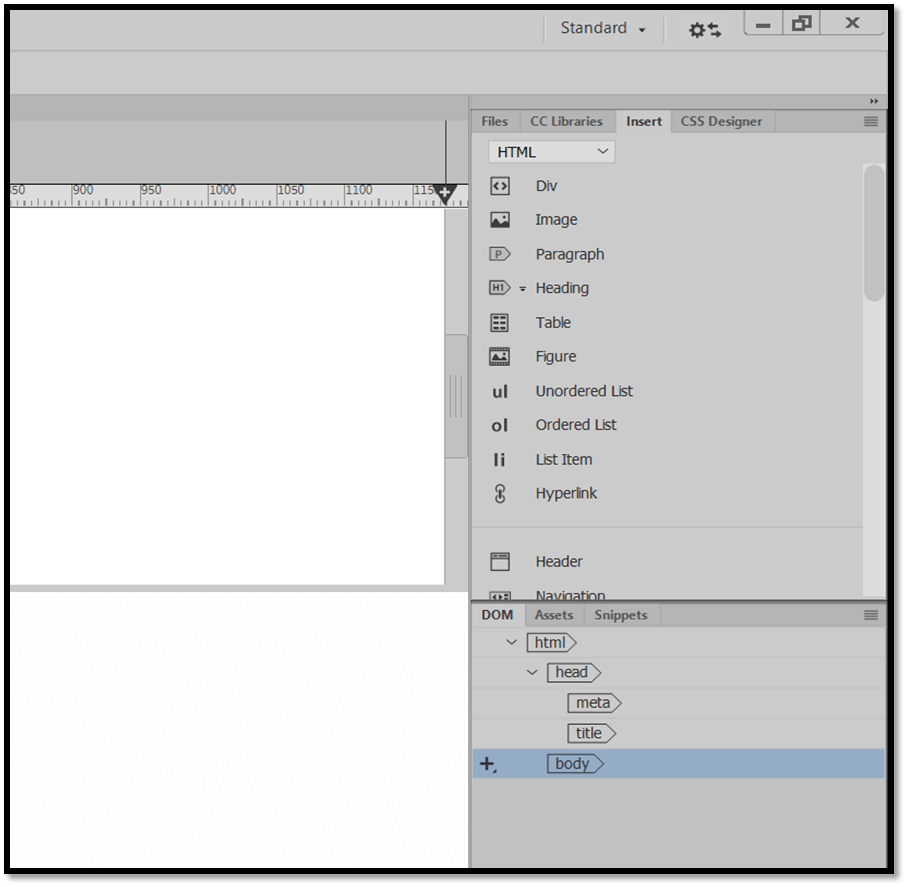 Standard
Files CC Libraries Insert CSS Designer
HTML
850 900 950 1000 1050 1100 115
Div
Image
P Paragraph
H1 Heading
Table
Figure
ul Unordered List
ol Ordered List
li List Item
Hyperlink
Header
Navigation
DOM Assets Snippets
html
head
meta
title
body